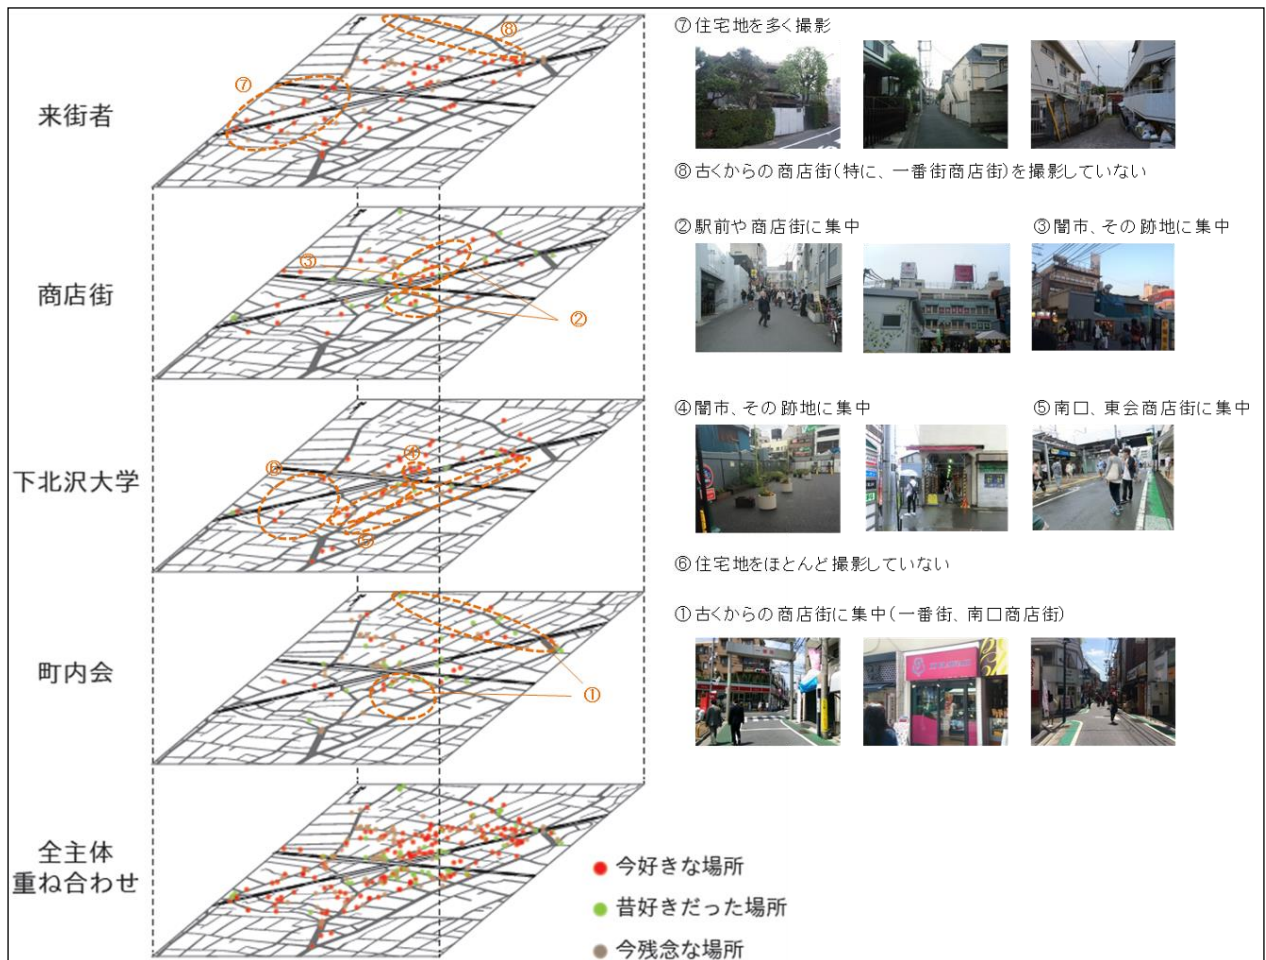 ⑦住宅地を多く撮影
⑧
⑦
来街者
⑧古くからの商店街(特に、一番街商店街)を撮影していない
②駅前や商店街に集中
③闇市、その跡地に集中
③
商店街
②
④闇市、その跡地に集中
⑤南口、東会商店街に集中
④
⑥
下北沢大学
⑤
⑥住宅地をほとんど撮影していない
①古くからの商店街に集中(一番街、南口商店街)
町内会
①
全主体
重ね合わせ
今好きな場所
昔好きだった場所
今残念な場所